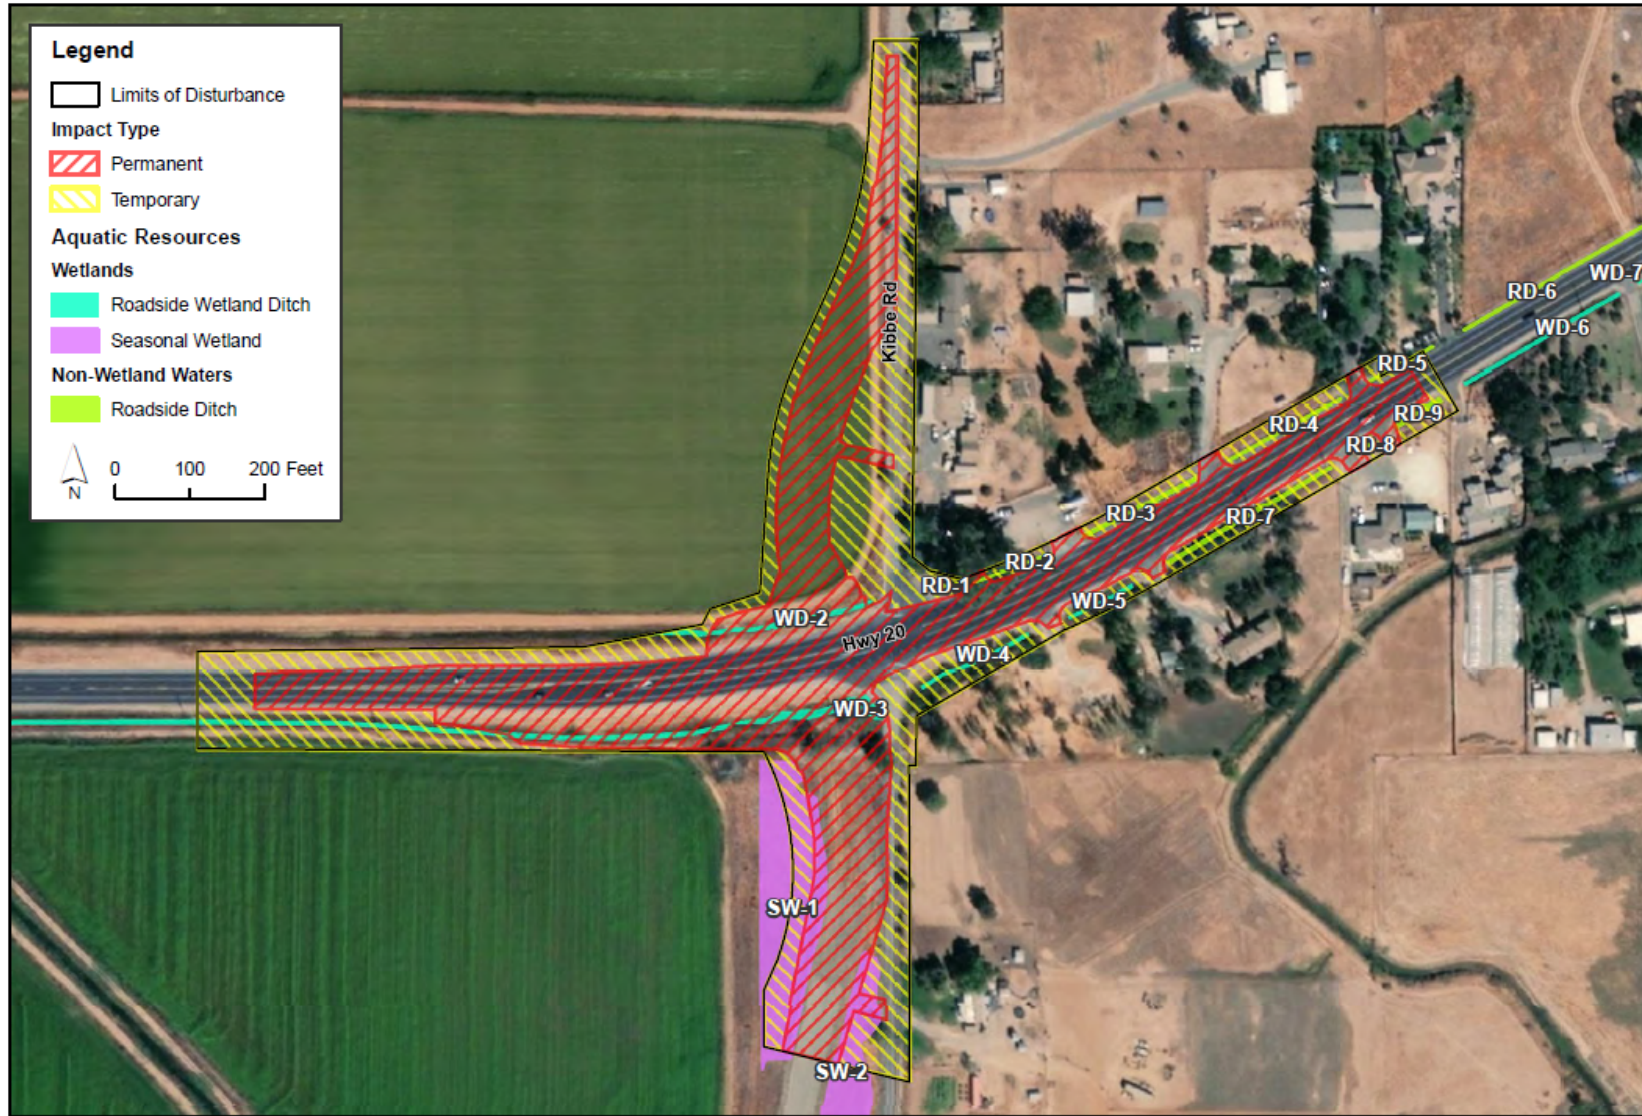 Legend
Limits of Disturbance
Impact Type
Permanent
Temporary
Aquatic Resources
Wetlands
Roadside Wetland Ditch
Seasonal Wetland
Non-Wetland Waters
Roadside Ditch
N
0 100 200 Feet
Kibbe Rd
WD-7
RD-6
WD-6
RD-5
RD-9
RD-4
RD-8
RD-3
RD-7
RD-2
RD-1
WD-5
WD-2
Hwy 20
WD-4
WD-3
SW-1
SW-2